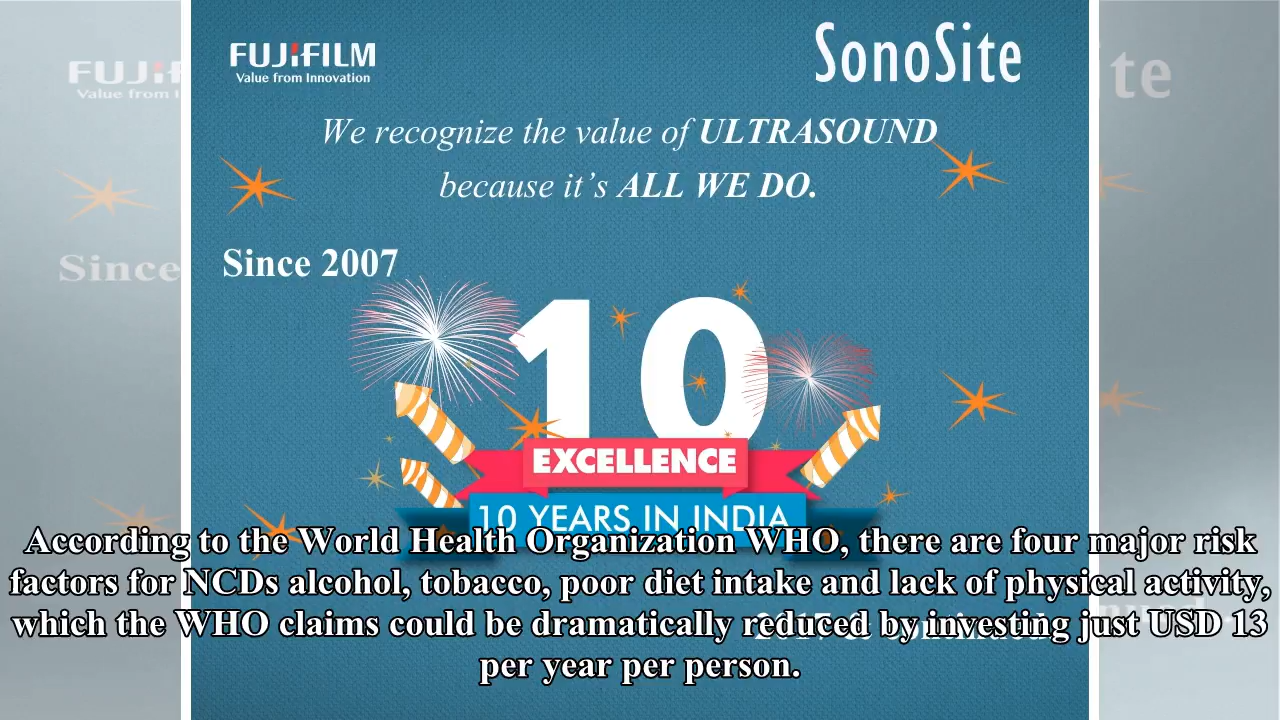 FUJIFILM
Value from Innovation
SonoSite
We recognize the value of ULTRASOUND
because it's ALL WE DO.
Since 2007
Since
te
10
EXCELLENCE
10 YEARS IN INDIA
According to the World Health Organization WHO, there are four major risk
factors for NCDs alcohol, tobacco, poor diet intake and lack of physical activity,
which the WHO claims could be dramatically reduced by investing just USD 13
per year per person.